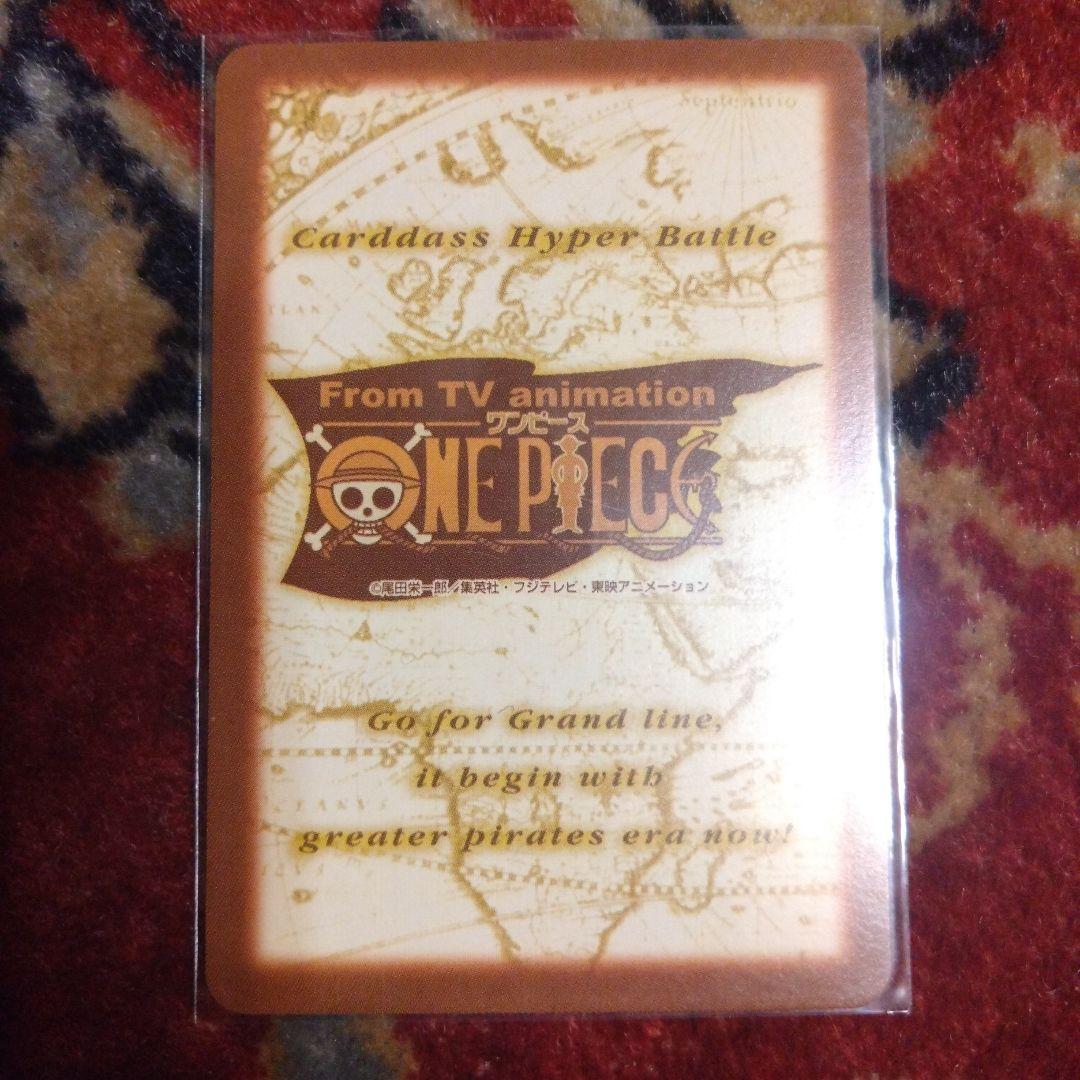 Septentrio
Carddass Hyper Battle
From TV animation
ワンピース
ONE PIECE
©尾田栄一郎／集英社・フジテレビ・東映アニメーション
Go for Grand line,
it begin with
greater pirates era now!